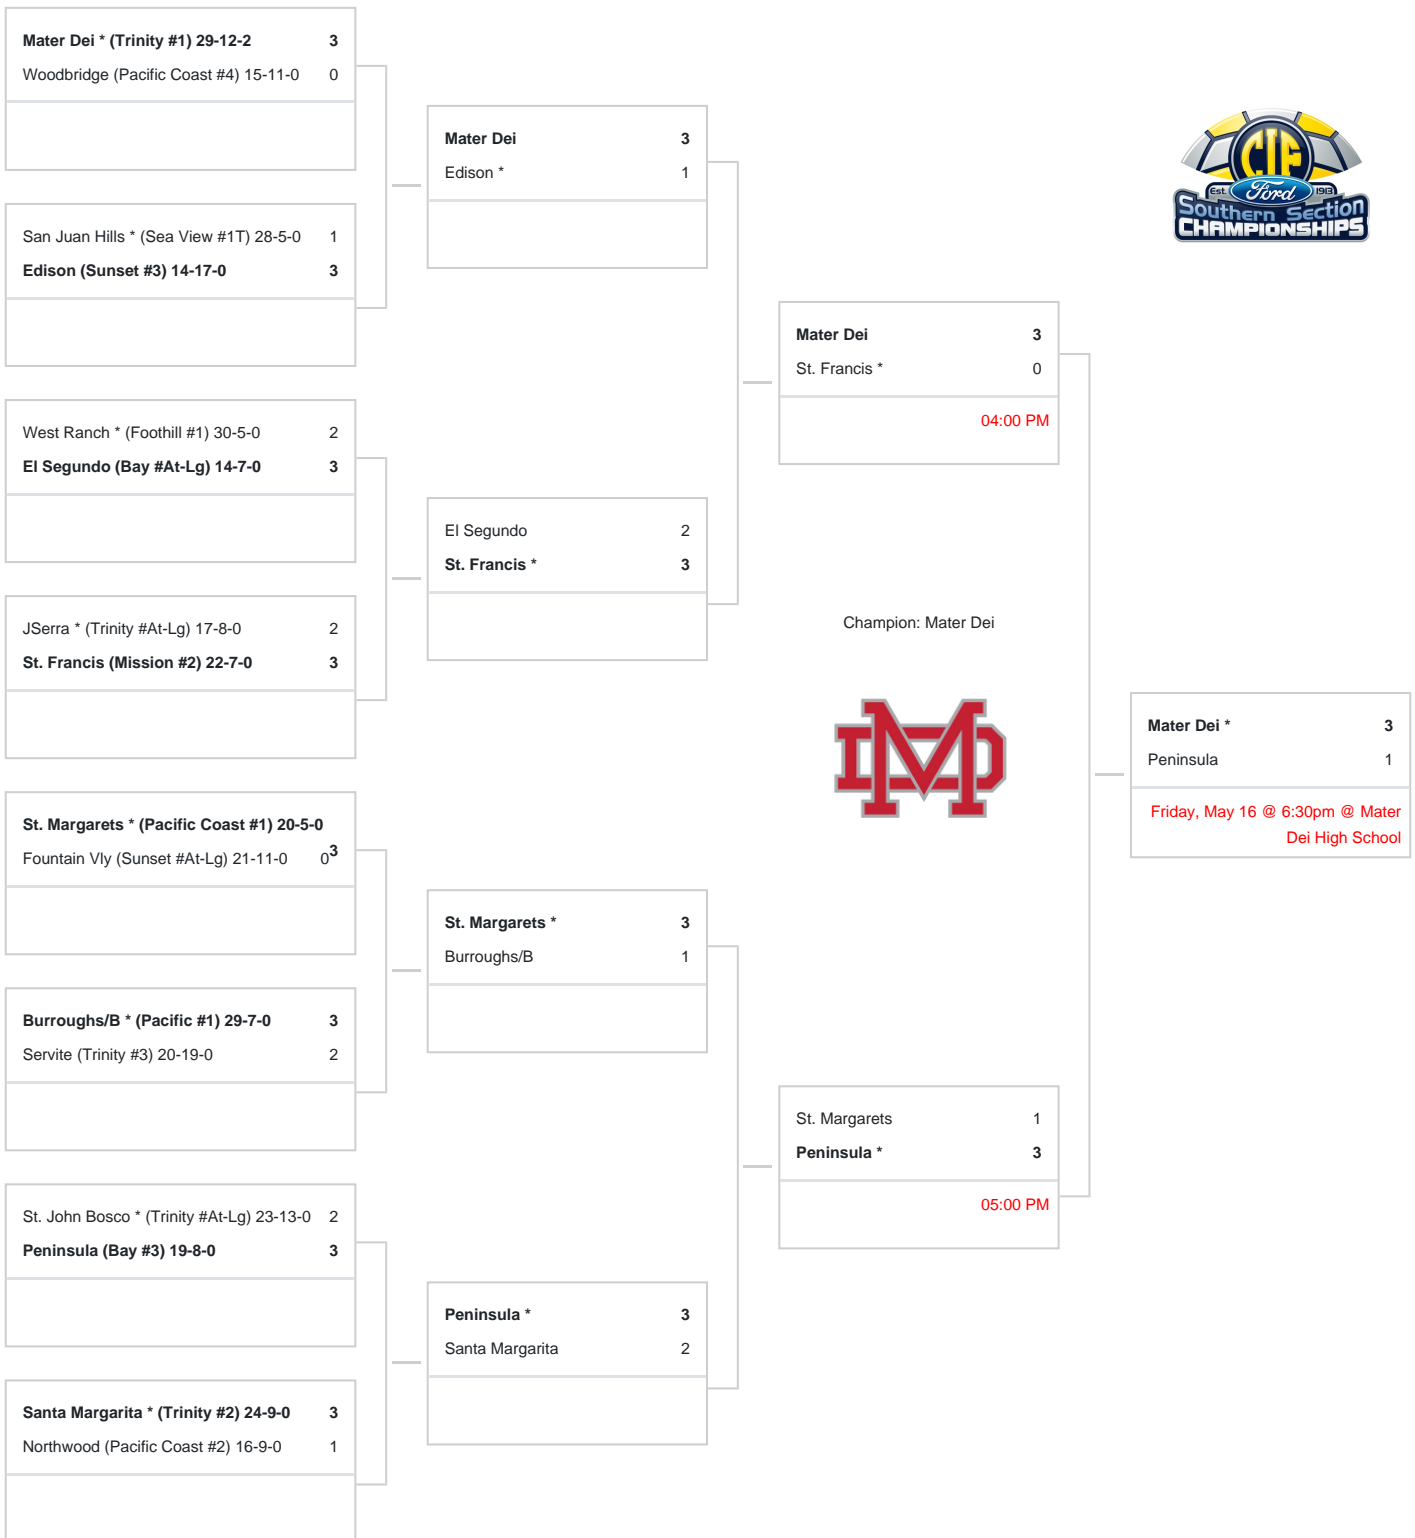 Mater Dei * (Trinity #1) 29-12-2 3
Woodbridge (Pacific Coast #4) 15-11-0 0
San Juan Hills * (Sea View #1T) 28-5-0 1
Edison (Sunset #3) 14-17-0 3
West Ranch * (Foothill #1) 30-5-0 2
El Segundo (Bay #At-Lg) 14-7-0 3
JSerra * (Trinity #At-Lg) 17-8-0 2
St. Francis (Mission #2) 22-7-0 3
St. Margarets * (Pacific Coast #1) 20-5-0 3
Fountain Vly (Sunset #At-Lg) 21-11-0 0
Burroughs/B * (Pacific #1) 29-7-0 3
Servite (Trinity #3) 20-19-0 2
St. John Bosco * (Trinity #At-Lg) 23-13-0 2
Peninsula (Bay #3) 19-8-0 3
Santa Margarita * (Trinity #2) 24-9-0 3
Northwood (Pacific Coast #2) 16-9-0 1
Mater Dei 3
Edison * 1
El Segundo 2
St. Francis * 3
St. Margarets * 3
Burroughs/B 1
Peninsula * 3
Santa Margarita 2
Mater Dei 3
St. Francis * 0
04:00 PM
Champion: Mater Dei
MD
St. Margarets 1
Peninsula * 3
05:00 PM
CIF
Est. Ford 1913
Southern Section
CHAMPIONSHIPS
Mater Dei * 3
Peninsula 1
Friday, May 16 @ 6:30pm @ Mater
Dei High School